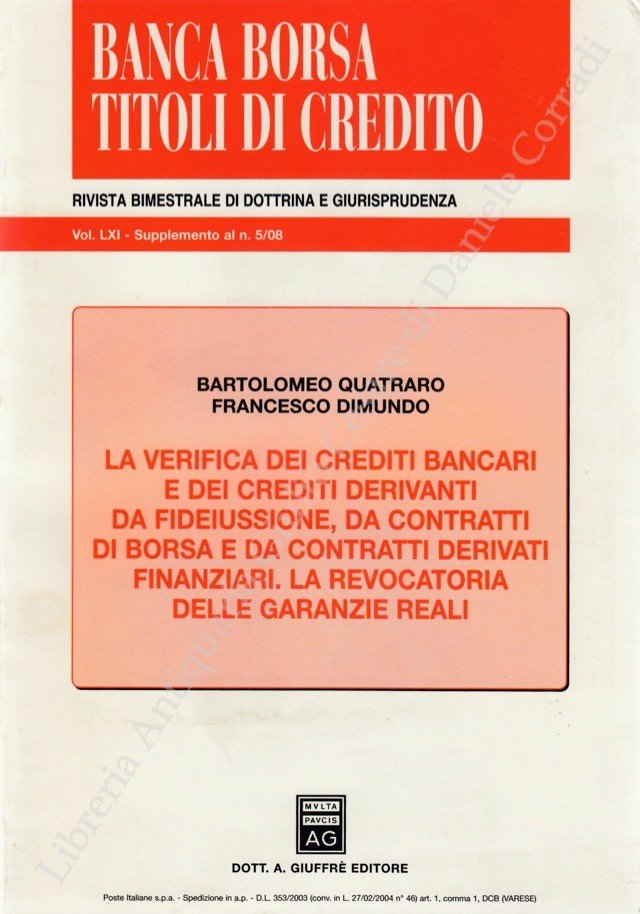 BANCA BORSA
TITOLI DI CREDITO
RIVISTA BIMESTRALE DI DOTTRINA E GIURISPRUDENZA
Vol. LXI - Supplemento al n. 5/08
BARTOLOMEO QUATRARO
FRANCESCO DIMUNDO
LA VERIFICA DEI CREDITI BANCARI
E DEI CREDITI DERIVANTI
DA FIDEIUSSIONE, DA CONTRATTI
DI BORSA E DA CONTRATTI DERIVATI
FINANZIARI. LA REVOCATORIA
DELLE GARANZIE REALI
MVLTA
PAVCIS
AG
DOTT. A. GIUFFRÈ EDITORE
Poste Italiane s.p.a. - Spedizione in a.p. - D.L. 353/2003 (conv. in L. 27/02/2004 n° 46) art. 1, comma 1, DCB (VARESE)
Libreria Antiquaria di Daniele Corradi